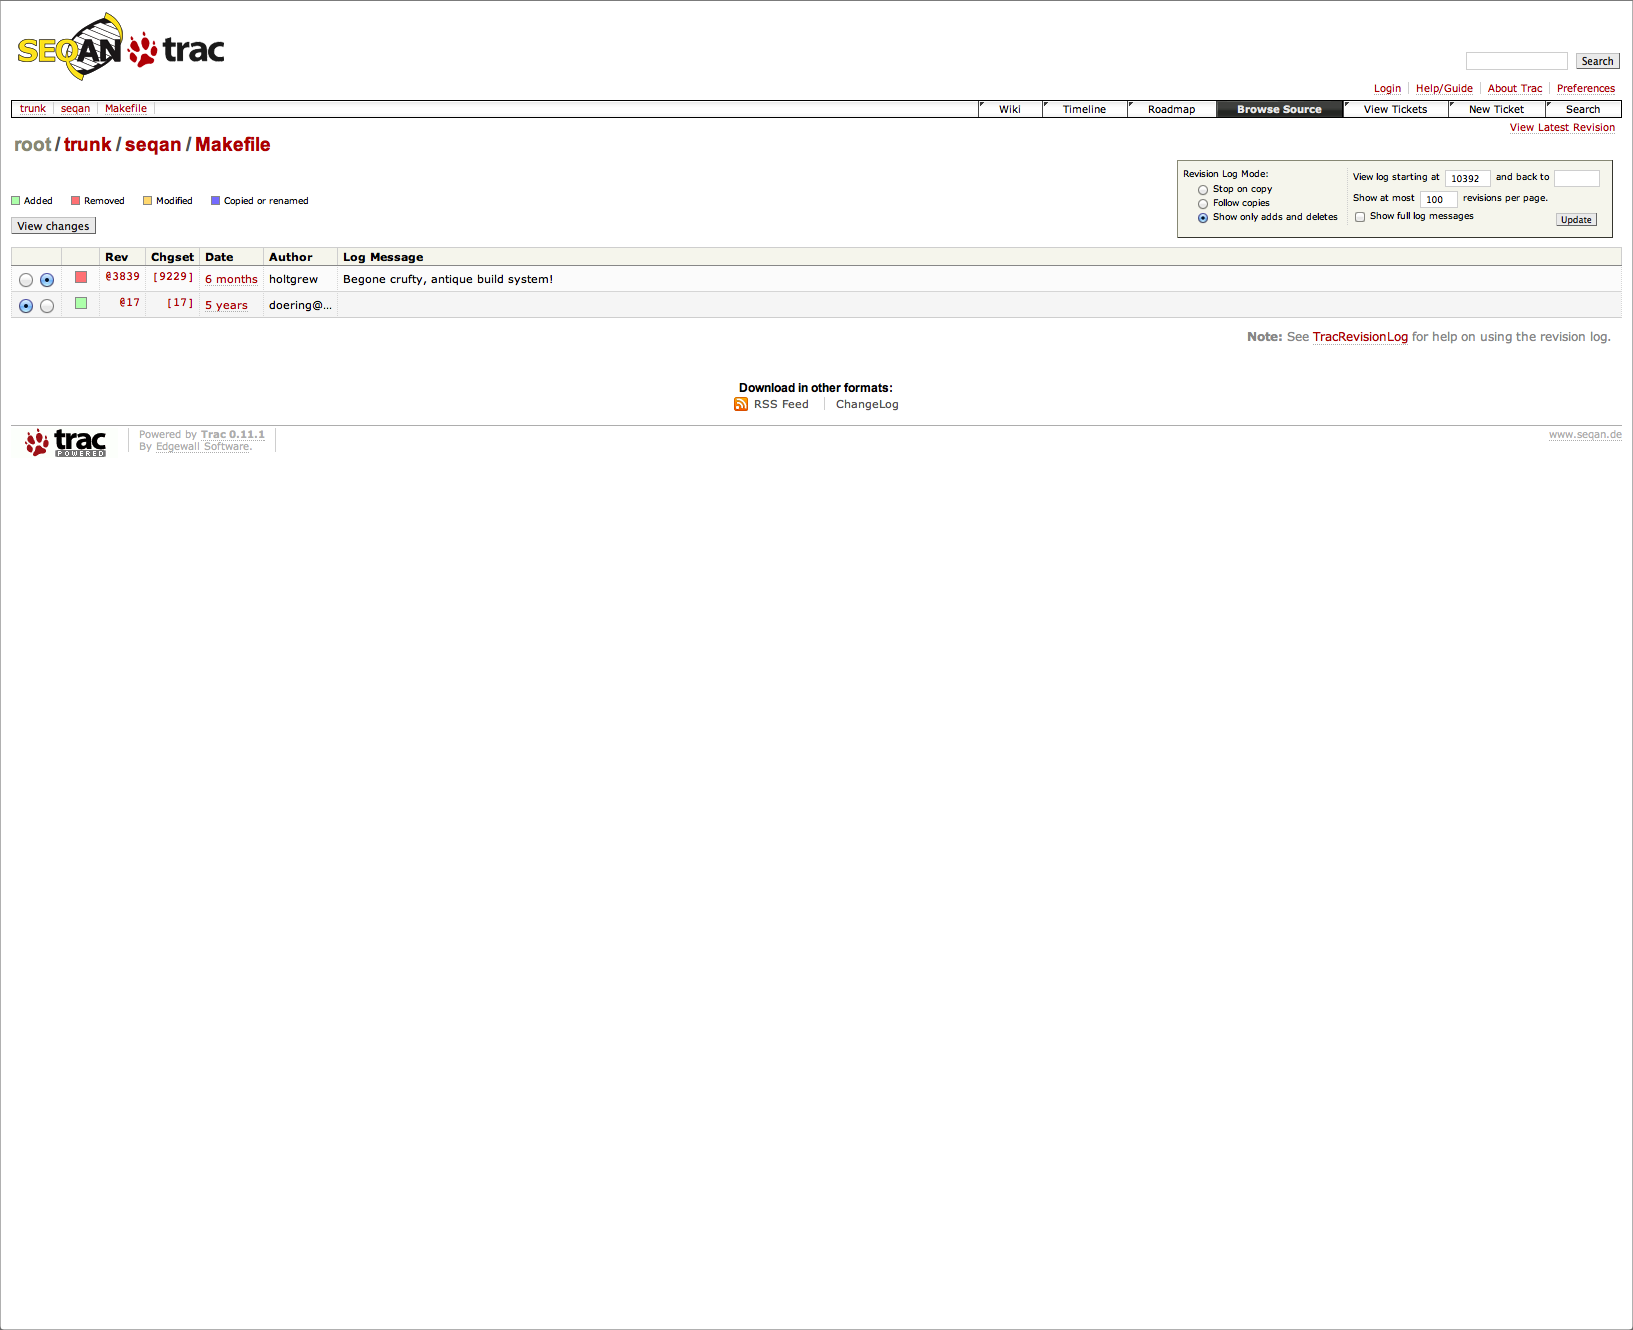 SEQAN trac
Search
Login Help/Guide About Trac Preferences
trunk seqan Makefile Wiki Timeline Roadmap Browse Source View Tickets New Ticket Search
View Latest Revision
root / trunk / seqan / Makefile
Revision Log Mode:
Stop on copy
Follow copies
Show only adds and deletes
View log starting at 10392 and back to
Show at most 100 revisions per page.
Show full log messages
Update
Added Removed Modified Copied or renamed
View changes
Rev Chgset Date Author Log Message
@3839 [9229] 6 months holtgrew Begone crufty, antique build system!
@17 [17] 5 years doering@…
Note: See TracRevisionLog for help on using the revision log.
Download in other formats:
RSS Feed ChangeLog
trac
POWERED
Powered by Trac 0.11.1
By Edgewall Software.
www.seqan.de